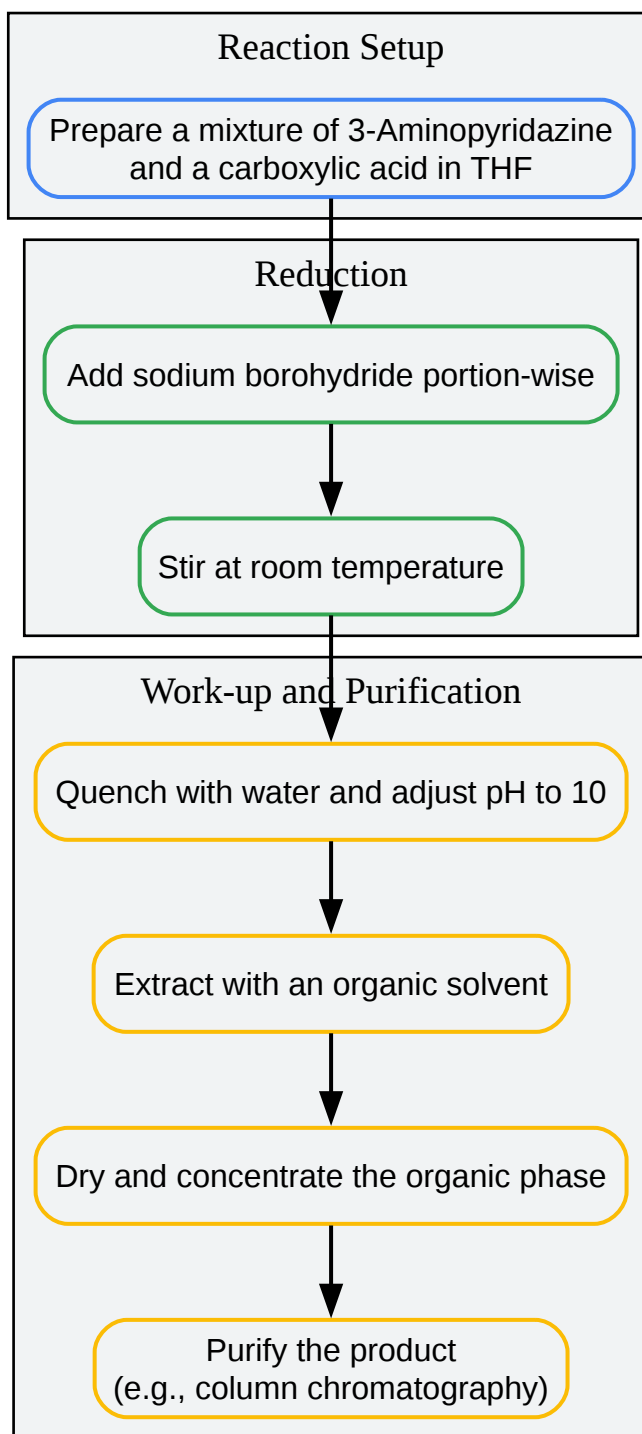 Reaction Setup
Prepare a mixture of 3-Aminopyridazine
and a carboxylic acid in THF
Reduction
Add sodium borohydride portion-wise
Stir at room temperature
Work-up and Purification
Quench with water and adjust pH to 10
Extract with an organic solvent
Dry and concentrate the organic phase
Purify the product
(e.g., column chromatography)